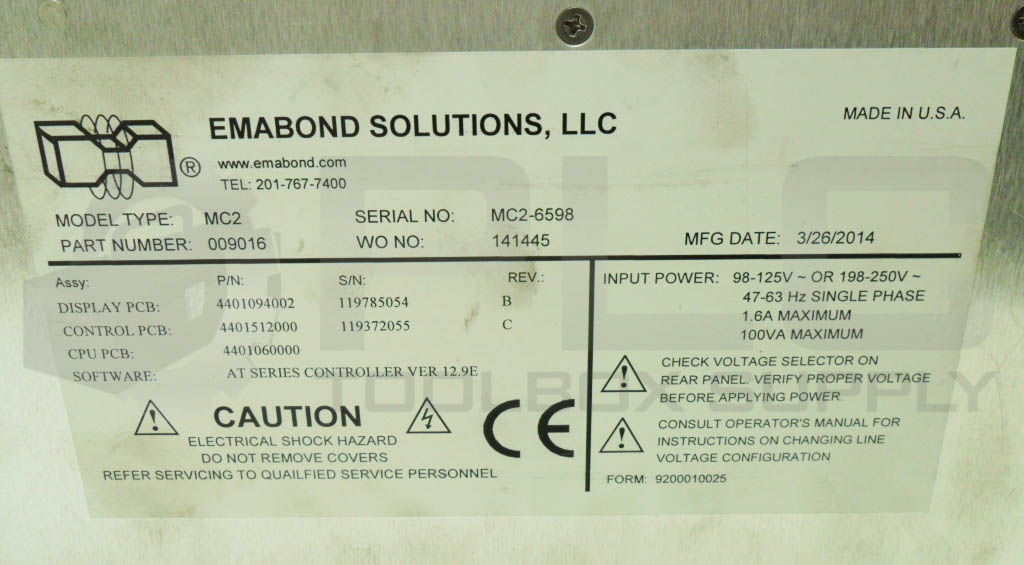 EMABOND SOLUTIONS, LLC
MADE IN U.S.A.
®
www.emabond.com
TEL: 201-767-7400
MODEL TYPE: MC2 SERIAL NO: MC2-6598
PART NUMBER: 009016 WO NO: 141445 MFG DATE: 3/26/2014
Assy: P/N: S/N: REV.:
DISPLAY PCB: 4401094002 119785054 B
CONTROL PCB: 4401512000 119372055 C
CPU PCB: 4401060000
SOFTWARE: AT SERIES CONTROLLER VER 12.9E
CAUTION
ELECTRICAL SHOCK HAZARD
DO NOT REMOVE COVERS
REFER SERVICING TO QUAILFIED SERVICE PERSONNEL
CE
INPUT POWER: 98-125V ~ OR 198-250V ~
47-63 Hz SINGLE PHASE
1.6A MAXIMUM
100VA MAXIMUM
CHECK VOLTAGE SELECTOR ON
REAR PANEL. VERIFY PROPER VOLTAGE
BEFORE APPLYING POWER.
CONSULT OPERATOR'S MANUAL FOR
INSTRUCTIONS ON CHANGING LINE
VOLTAGE CONFIGURATION
FORM: 9200010025
PLS
TOOLBOX SUPPLY